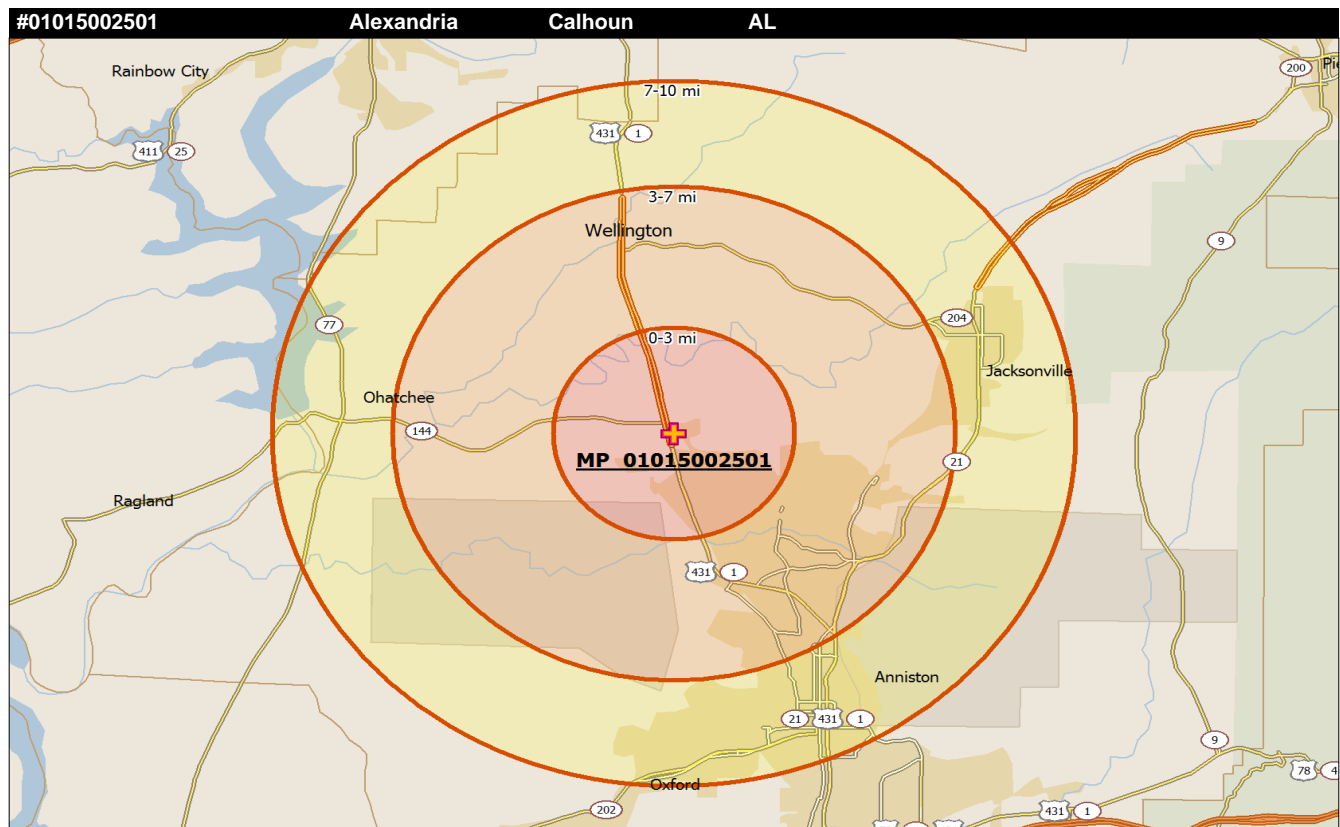 #01015002501 Alexandria Calhoun AL
Rainbow City
200
7-10 mi
431 1
411 25
3-7 mi
Wellington
9
77
0-3 mi
204
Jacksonville
Ohatchee
144
MP 01015002501
21
Ragland
431 1
Anniston
21 431 1
9
78
Oxford
202
431 1